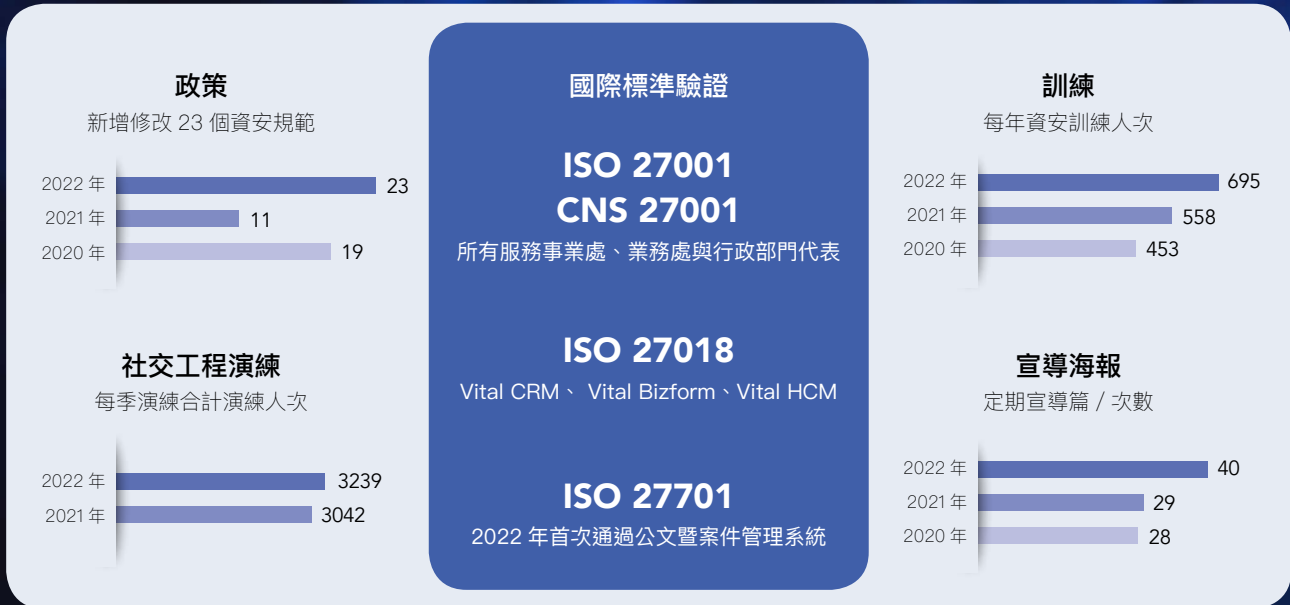 政策
新增修改 23 個資安規範
2022 年 23
2021 年 11
2020 年 19
社交工程演練
每季演練合計演練人次
2022 年 3239
2021 年 3042
國際標準驗證
ISO 27001
CNS 27001
所有服務事業處、業務處與行政部門代表
ISO 27018
Vital CRM、 Vital Bizform、Vital HCM
ISO 27701
2022 年首次通過公文暨案件管理系統
訓練
每年資安訓練人次
2022 年 695
2021 年 558
2020 年 453
宣導海報
定期宣導篇 / 次數
2022 年 40
2021 年 29
2020 年 28